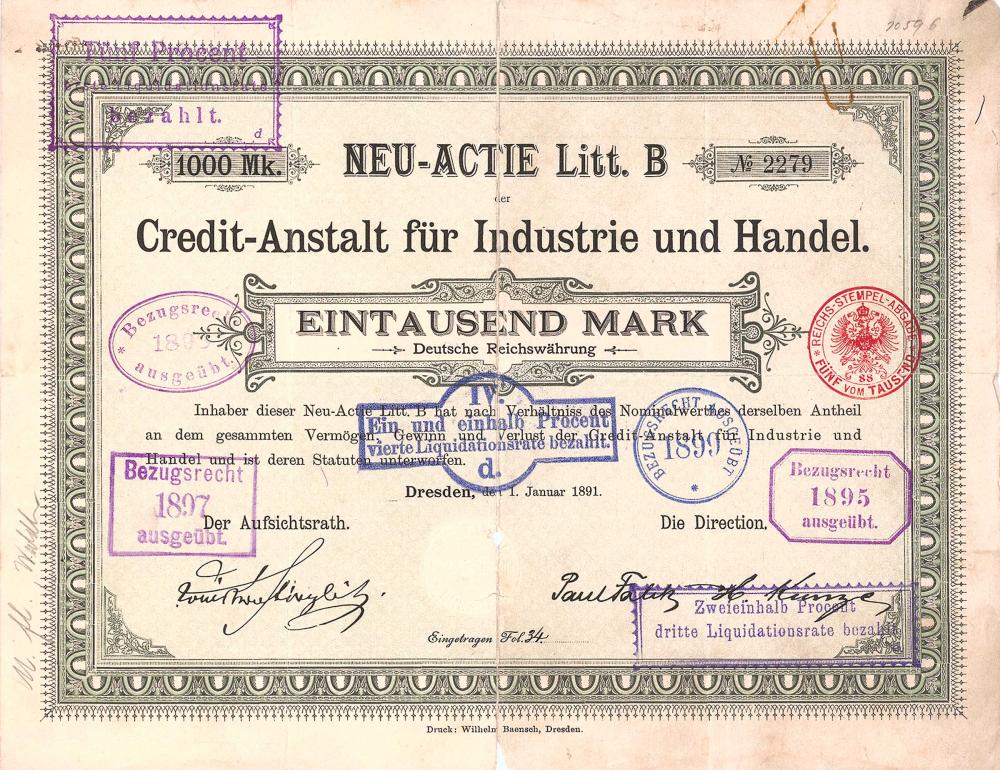 Fünf Procent
Liquidationsrate
bezahlt.
d
1000 Mk.
NEU-ACTIE Litt. B
№ 2279
der
Credit-Anstalt für Industrie und Handel.
EINTAUSEND MARK
Deutsche Reichswährung
Bezugsrecht
ausgeübt.
REICHS-STEMPEL-ABGABE
FÜNF VOM TAUSEND
88
Inhaber dieser Neu-Actie Litt. B hat nach Verhältniss des Nominalwerthes derselben Antheil
an dem gesammten Vermögen, Gewinn und Verlust der Credit-Anstalt für Industrie und
Handel und ist deren Statuten unterworfen.
IV.
Ein und einhalb Procent
vierte Liquidationsrate bezahlt.
d.
BEZUGSRECHT AUSGEÜBT
1899
Dresden, den 1. Januar 1891.
Bezugsrecht
1897
ausgeübt.
Bezugsrecht
1895
ausgeübt.
Der Aufsichtsrath.
Die Direction.
Eingetragen Fol. 34.
Zweieinhalb Procent
dritte Liquidationsrate bezahlt
Druck: Wilhelm Baensch, Dresden.